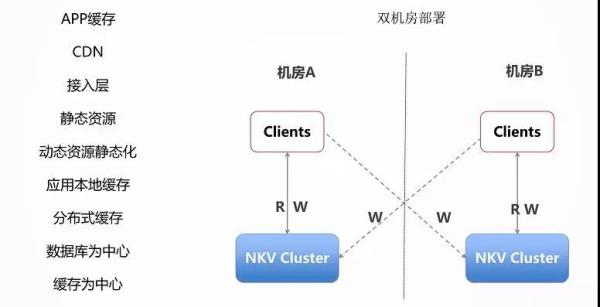 APP缓存
CDN
接入层
静态资源
动态资源静态化
应用本地缓存
分布式缓存
数据库为中心
缓存为中心
双机房部署
机房A
机房B
Clients
Clients
R W
W
W
R W
NKV Cluster
NKV Cluster